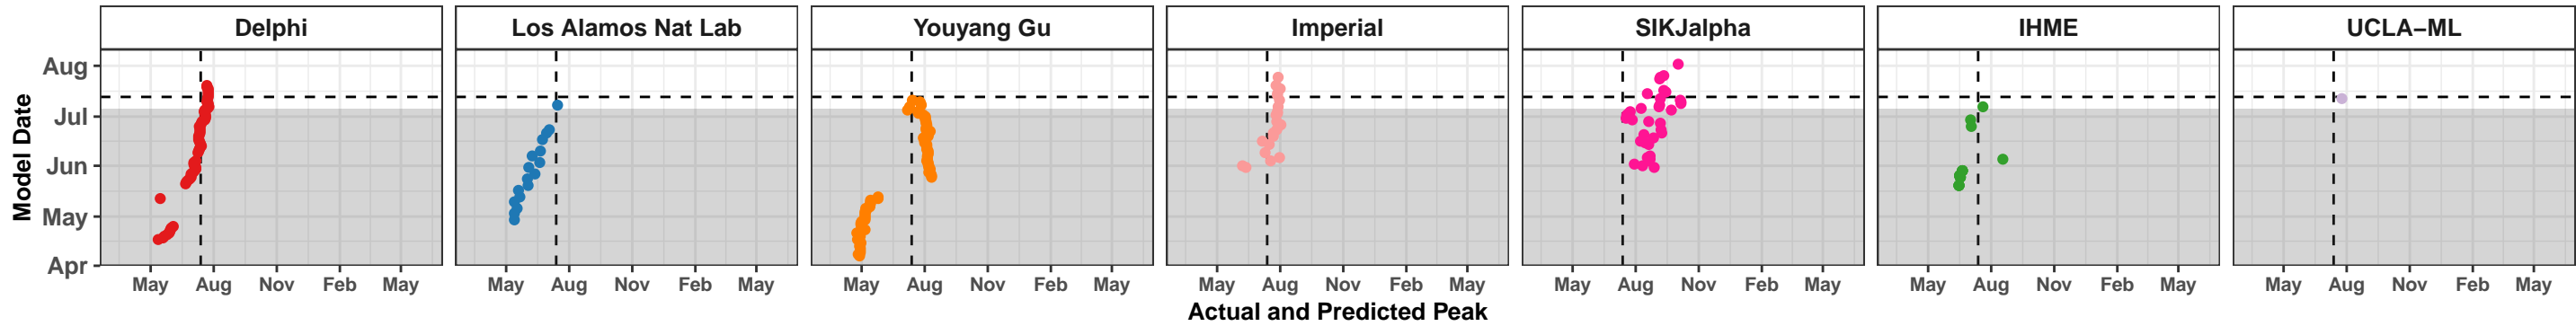 Delphi Los Alamos Nat Lab Youyang Gu Imperial SIKJalpha IHME UCLA−ML
Aug
Jul
Jun
May
Apr
Model Date
May Aug Nov Feb May May Aug Nov Feb May May Aug Nov Feb May May Aug Nov Feb May May Aug Nov Feb May May Aug Nov Feb May May Aug Nov Feb May
Actual and Predicted Peak